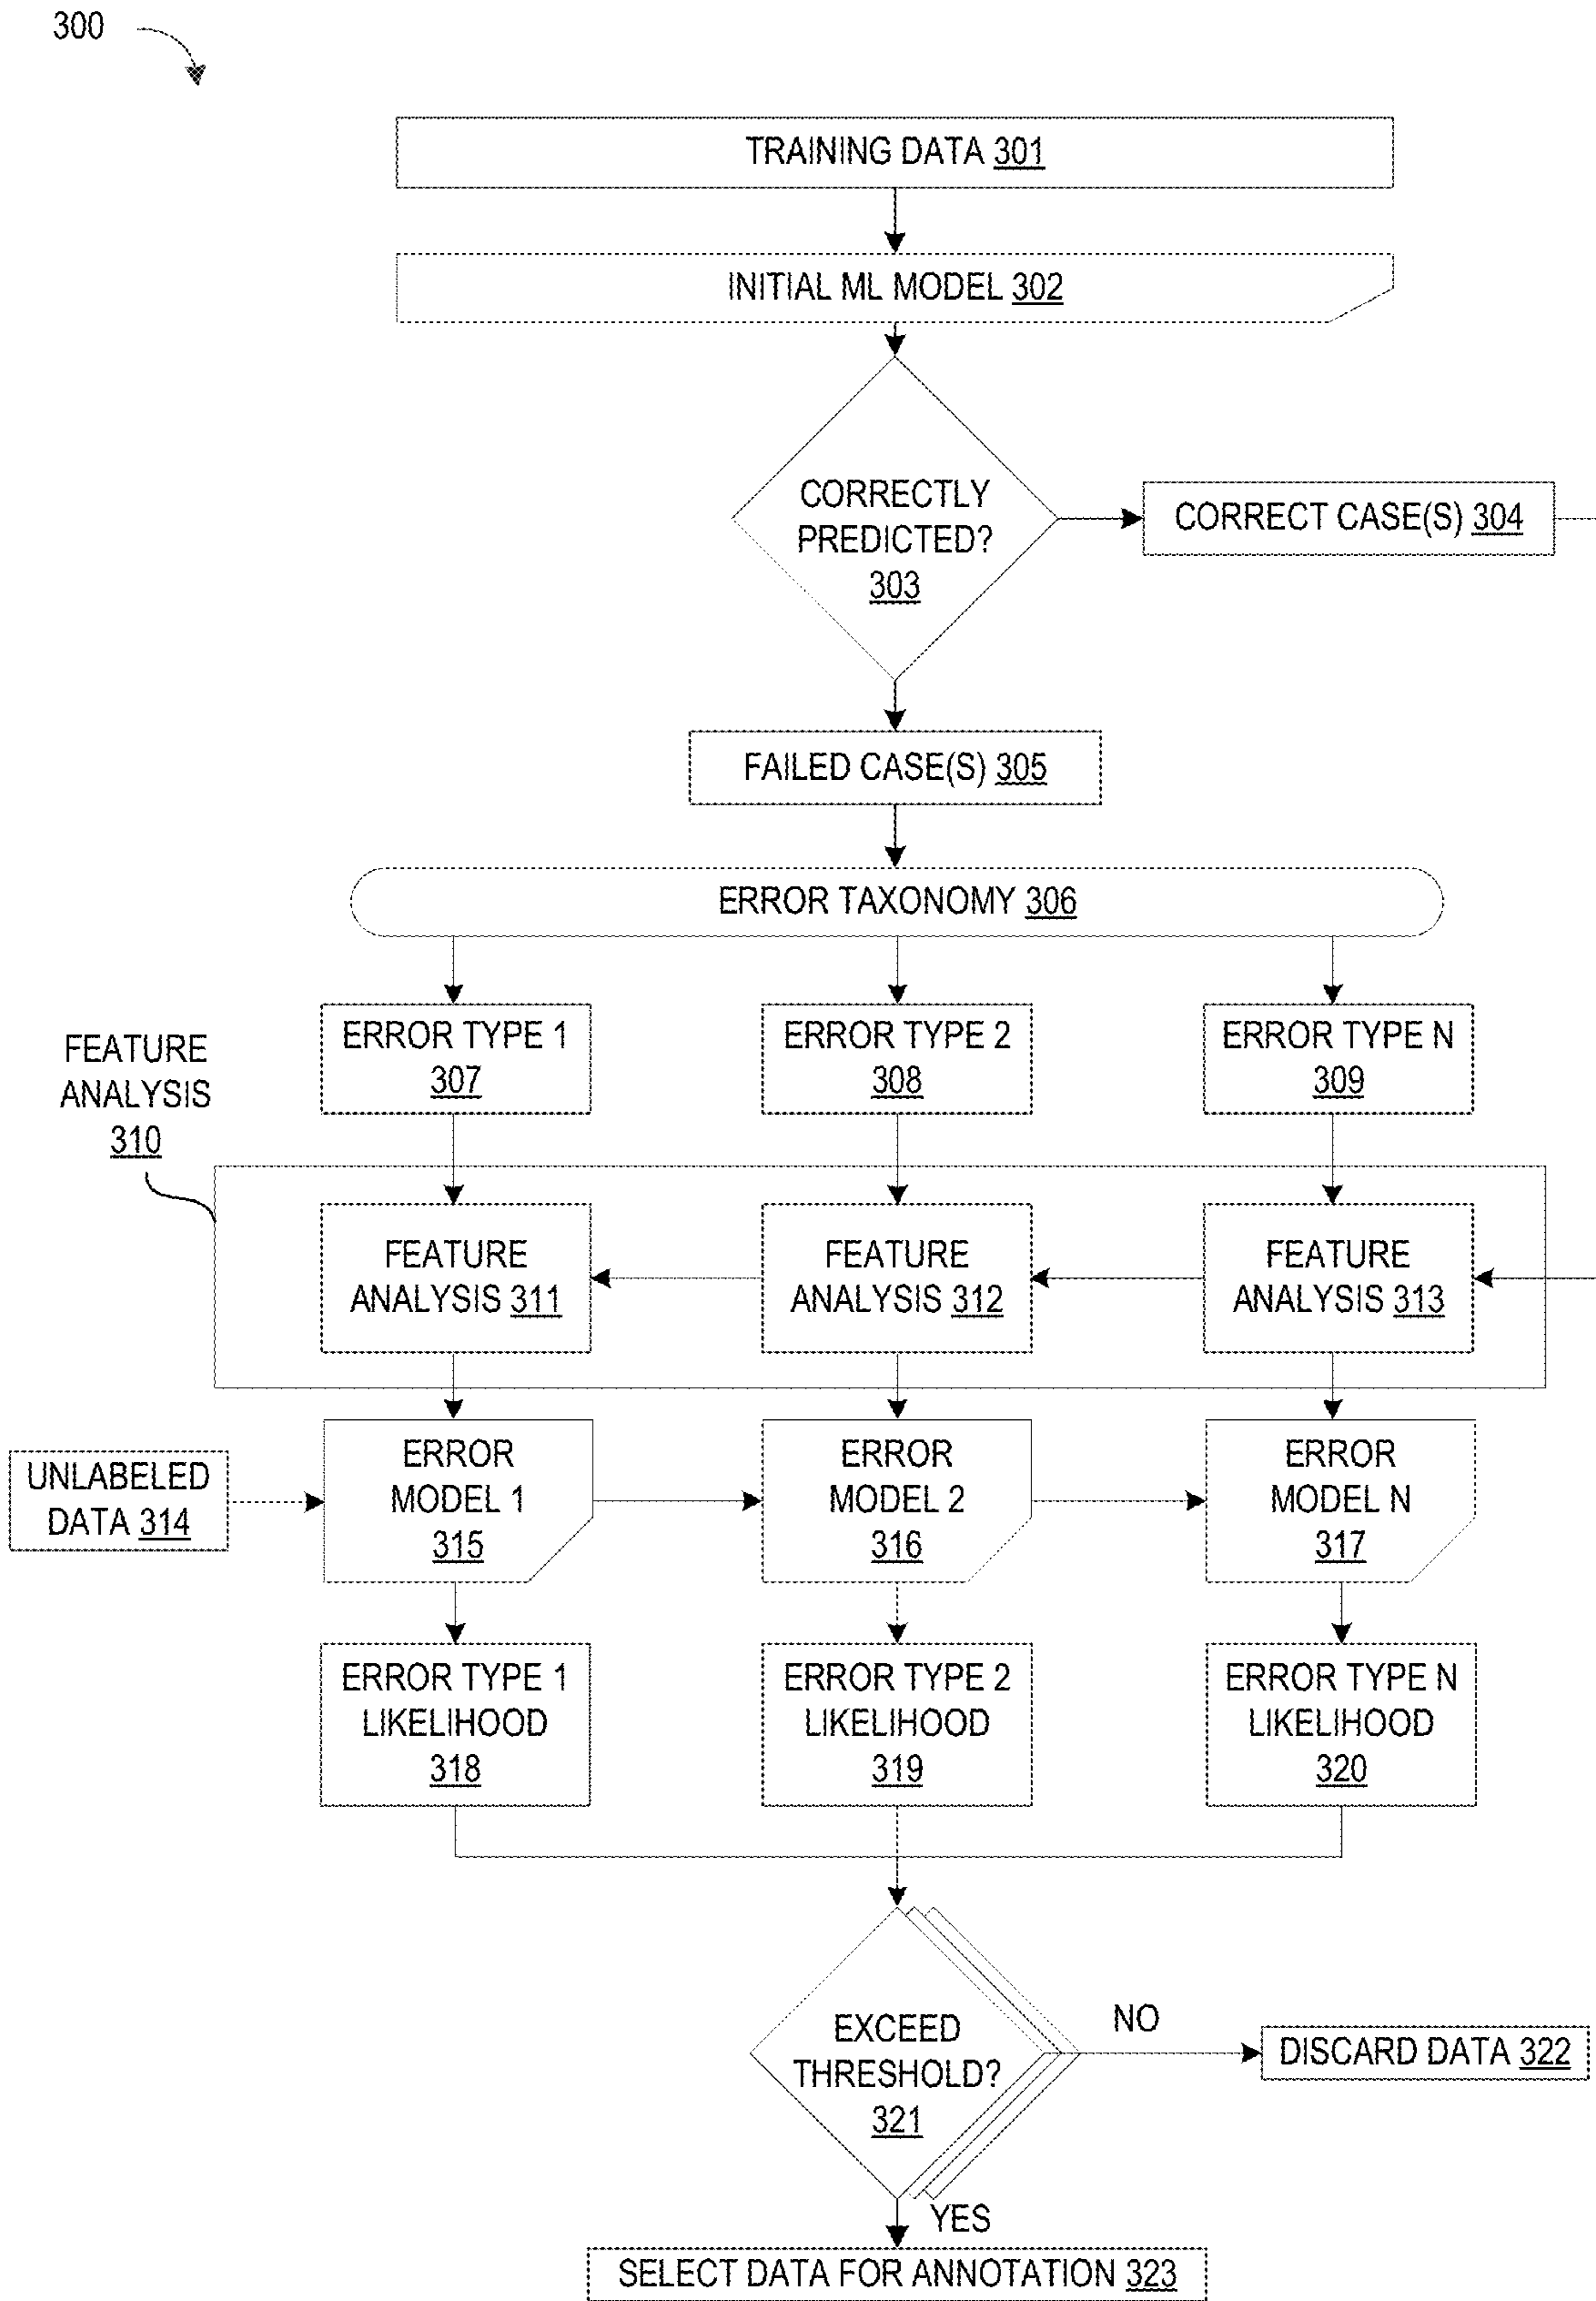 300
TRAINING DATA 301
INITIAL ML MODEL 302
CORRECTLY
PREDICTED?
303
CORRECT CASE(S) 304
FAILED CASE(S) 305
ERROR TAXONOMY 306
ERROR TYPE 1
307
ERROR TYPE 2
308
ERROR TYPE N
309
FEATURE
ANALYSIS
310
FEATURE
ANALYSIS 311
FEATURE
ANALYSIS 312
FEATURE
ANALYSIS 313
UNLABELED
DATA 314
ERROR
MODEL 1
315
ERROR
MODEL 2
316
ERROR
MODEL N
317
ERROR TYPE 1
LIKELIHOOD
318
ERROR TYPE 2
LIKELIHOOD
319
ERROR TYPE N
LIKELIHOOD
320
EXCEED
THRESHOLD?
321
NO
DISCARD DATA 322
YES
SELECT DATA FOR ANNOTATION 323